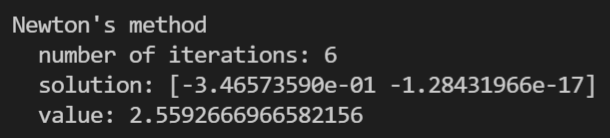 Newton's method
number of iterations: 6
solution: [-3.46573590e-01 -1.28431966e-17]
value: 2.5592666966582156